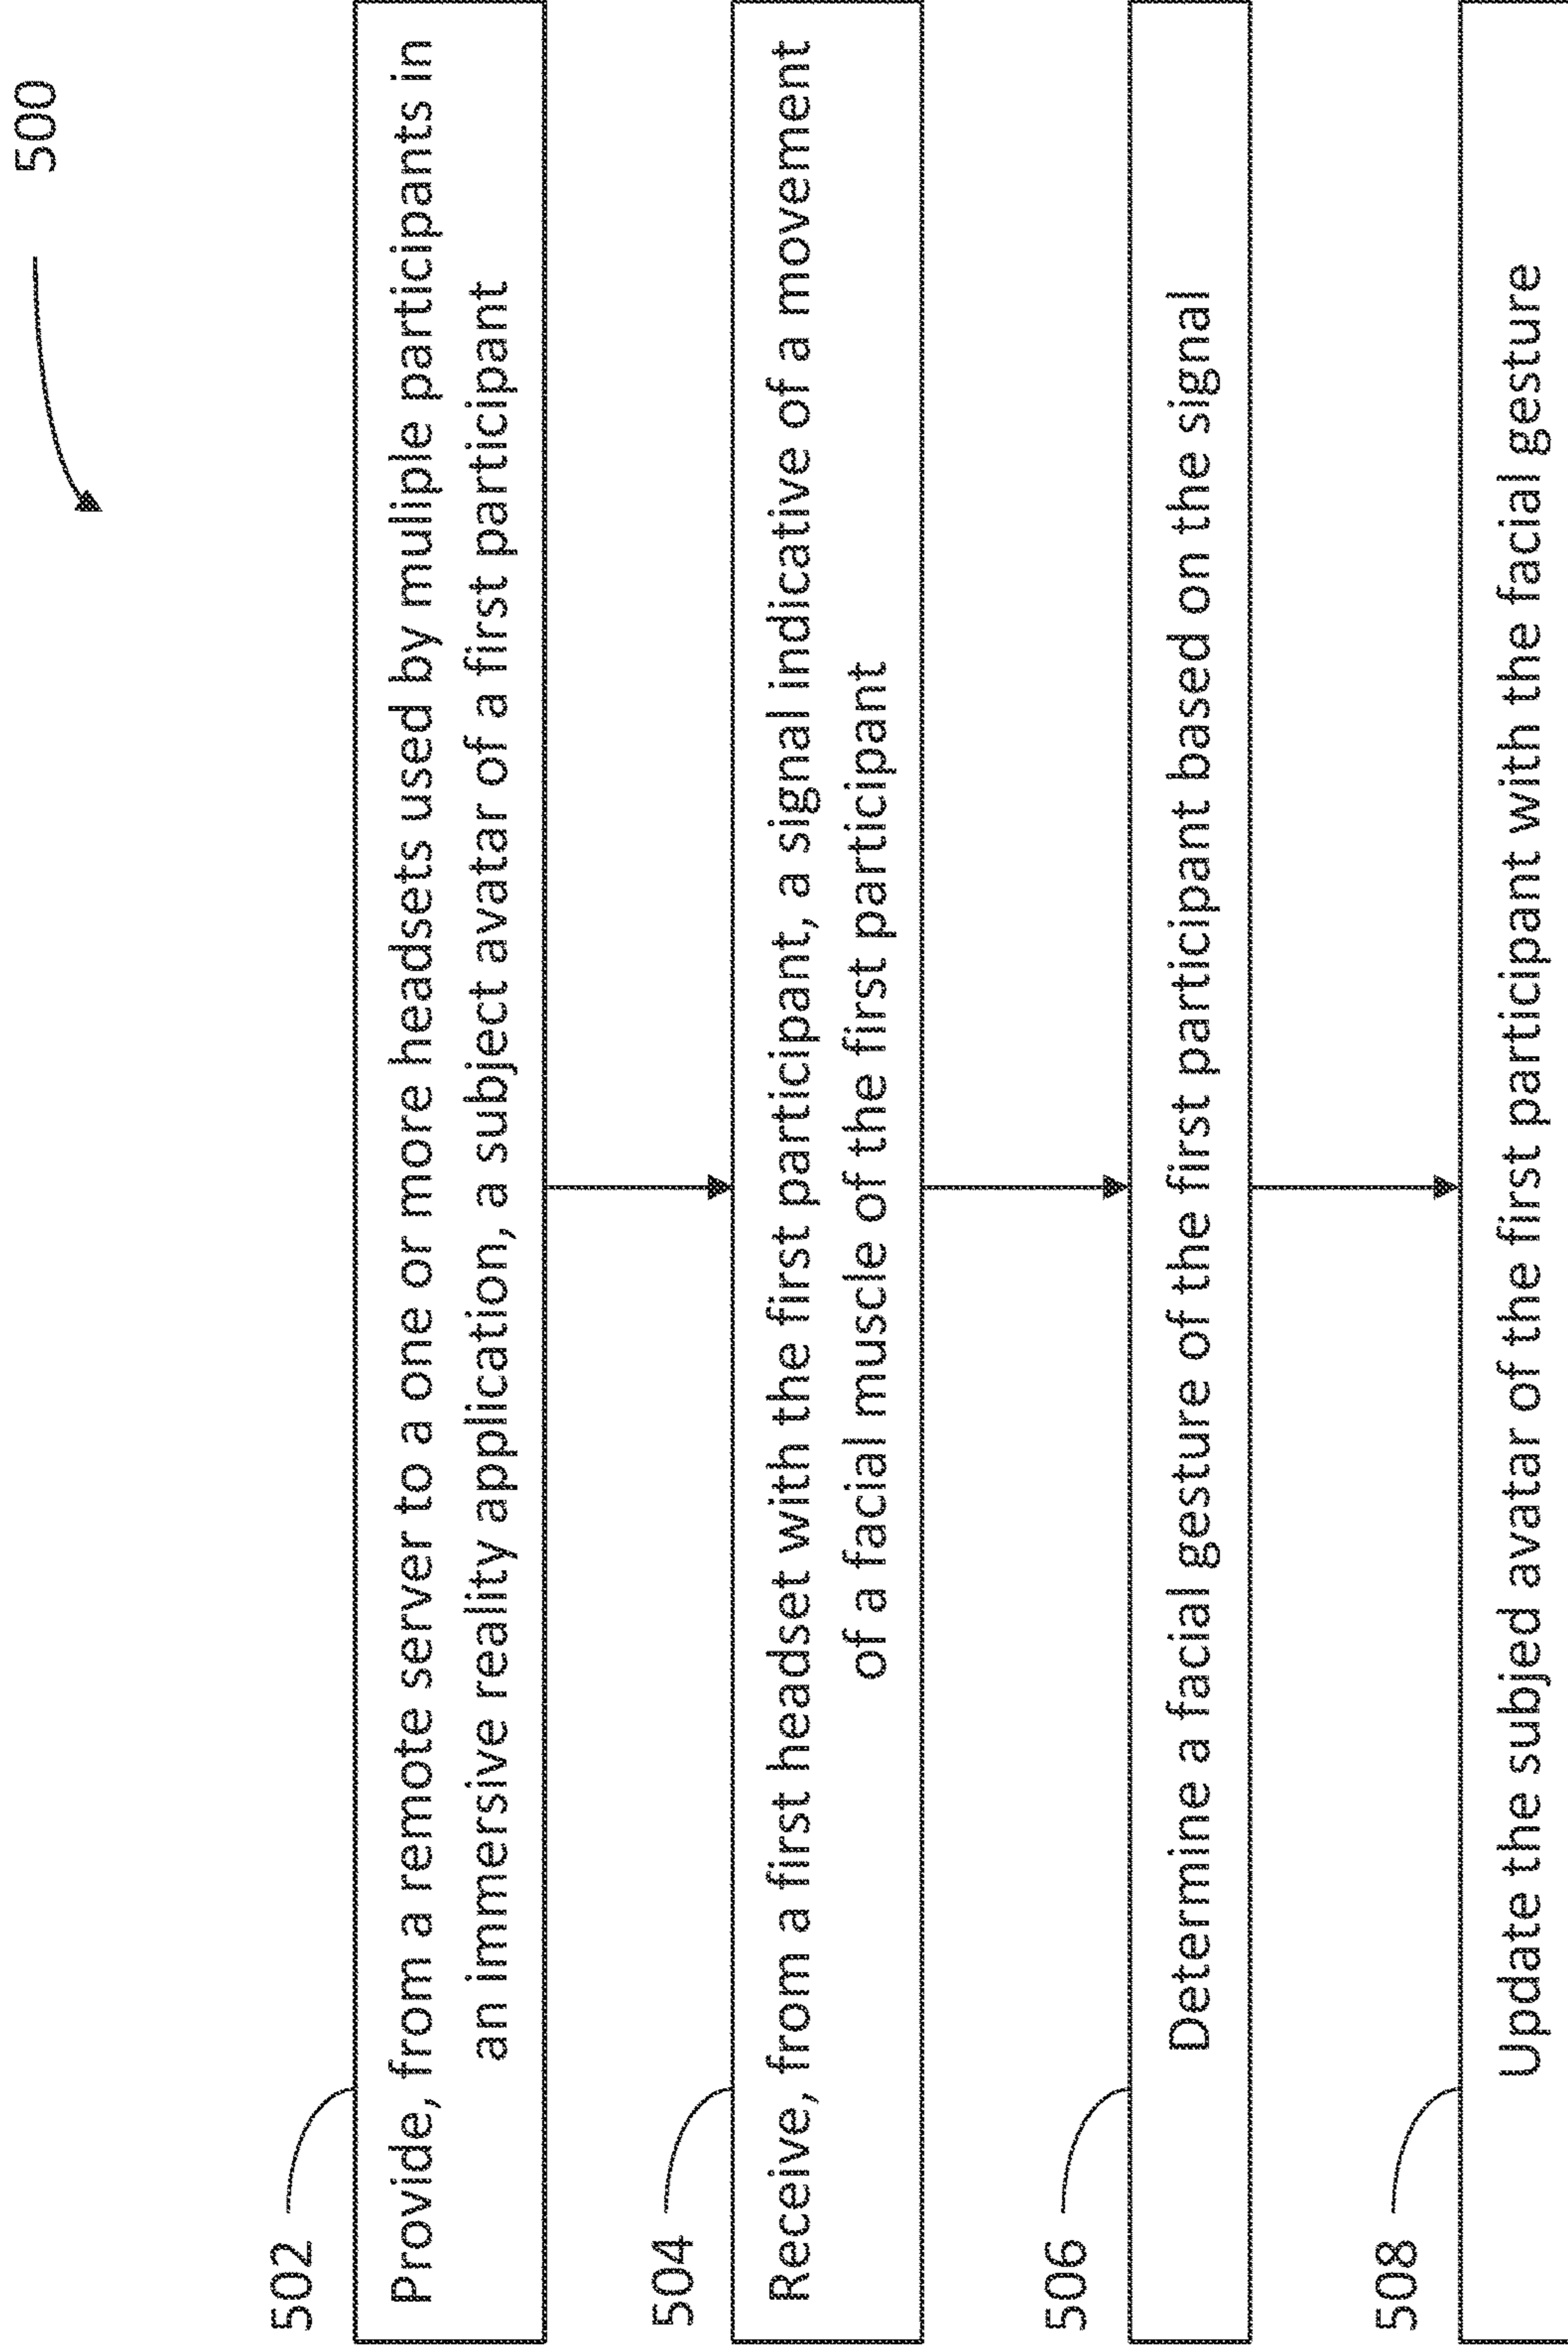 500
502
Provide, from a remote server to a one or more headsets used by muliple participants in
an immersive reality application, a subject avatar of a first participant
504
Receive, from a first headset with the first participant, a signal indicative of a movement
of a facial muscle of the first participant
506
Determine a facial gesture of the first participant based on the signal
508
Update the subjed avatar of the first participant with the facial gesture